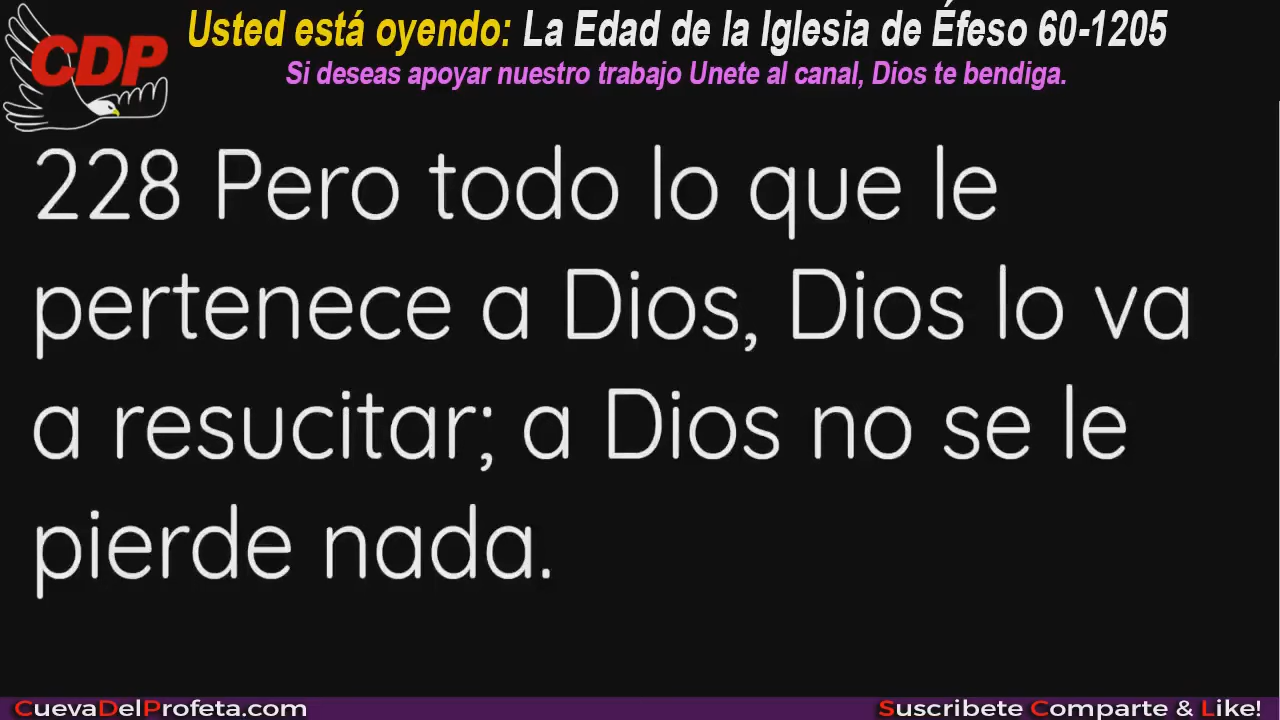 CDP
Usted está oyendo: La Edad de la Iglesia de Éfeso 60-1205
Si deseas apoyar nuestro trabajo Unete al canal, Dios te bendiga.
228 Pero todo lo que le
pertenece a Dios, Dios lo va
a resucitar; a Dios no se le
pierde nada.
CuevaDelProfeta.com
Suscribete Comparte & Like!